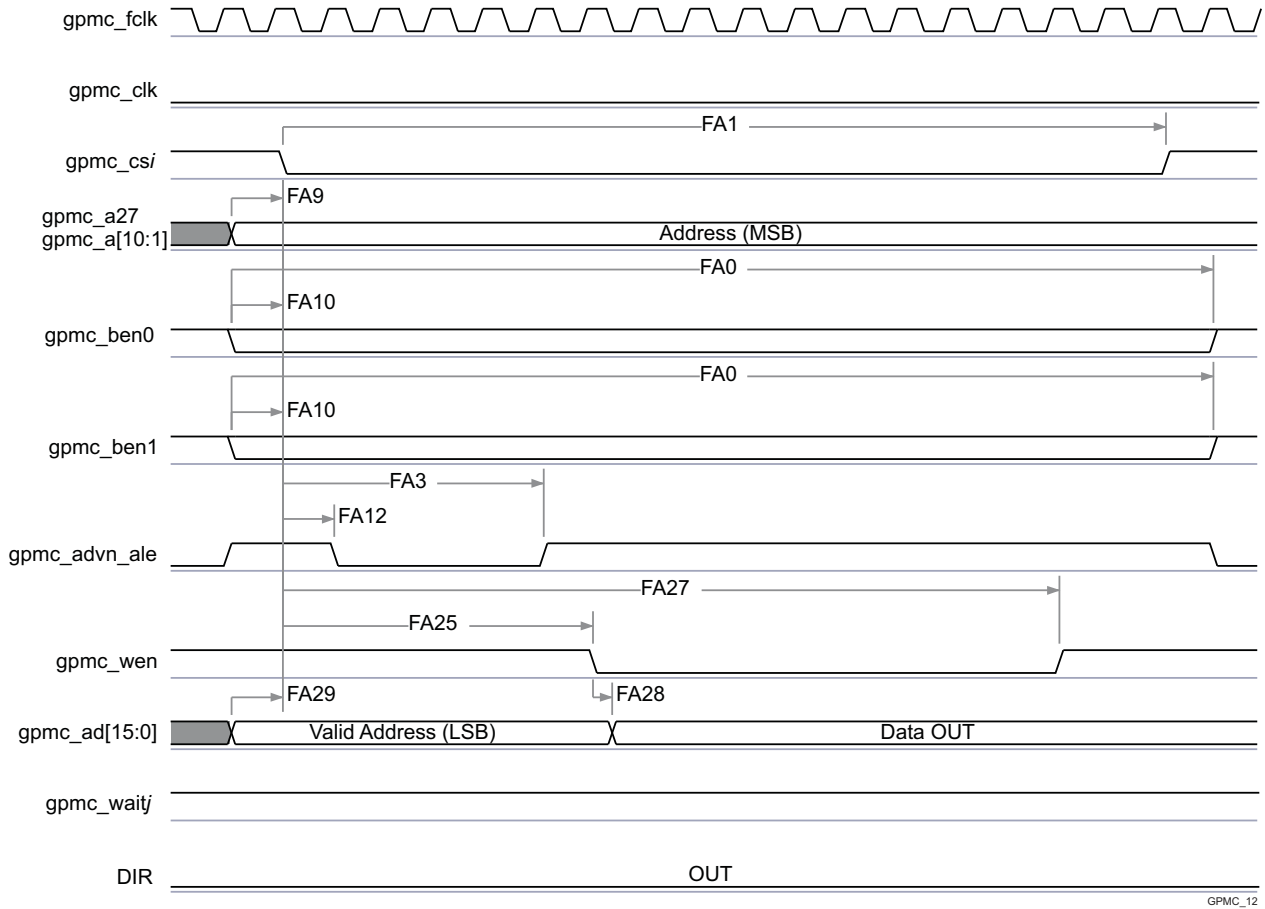 gpmc_fclk
gpmc_clk
FA1
gpmc_csi
FA9
gpmc_a27
gpmc_a[10:1]
Address (MSB)
FA0
FA10
gpmc_ben0
FA0
FA10
gpmc_ben1
FA3
FA12
gpmc_advn_ale
FA27
FA25
gpmc_wen
FA29
FA28
gpmc_ad[15:0]
Valid Address (LSB)
Data OUT
gpmc_waitj
DIR
OUT
GPMC_12